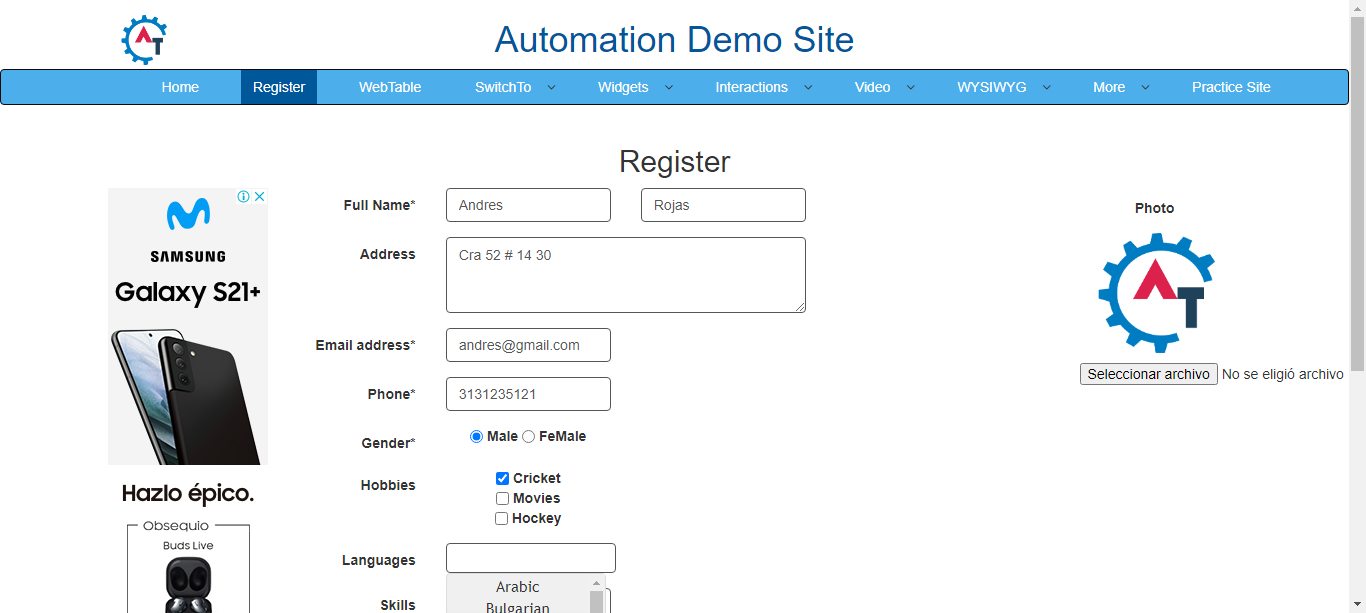 AT
Automation Demo Site
Home Register WebTable SwitchTo Widgets Interactions Video WYSIWYG More Practice Site
Register
SAMSUNG
Galaxy S21+
Hazlo épico.
Obsequio
Buds Live
Full Name* Andres Rojas
Address Cra 52 # 14 30
Email address* andres@gmail.com
Phone* 3131235121
Gender* Male FeMale
Hobbies Cricket
Movies
Hockey
Languages
Arabic
Bulgarian
Skills
Photo
AT
Seleccionar archivo No se eligió archivo